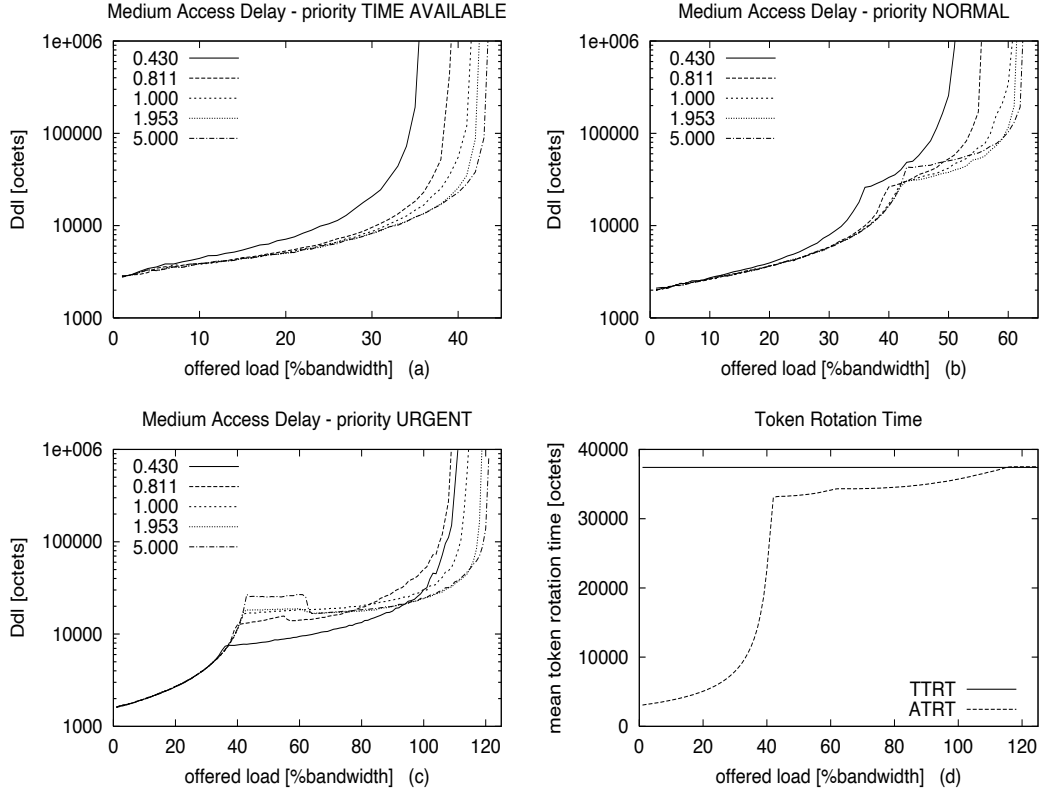 Medium Access Delay - priority TIME AVAILABLE
1e+006
100000
10000
1000
Ddl [octets]
0.430
0.811
1.000
1.953
5.000
0 10 20 30 40
offered load [%bandwidth] (a)
Medium Access Delay - priority NORMAL
1e+006
100000
10000
1000
Ddl [octets]
0.430
0.811
1.000
1.953
5.000
0 10 20 30 40 50 60
offered load [%bandwidth] (b)
Medium Access Delay - priority URGENT
1e+006
100000
10000
1000
Ddl [octets]
0.430
0.811
1.000
1.953
5.000
0 20 40 60 80 100 120
offered load [%bandwidth] (c)
Token Rotation Time
40000
30000
20000
10000
0
mean token rotation time [octets]
TTRT
ATRT
0 20 40 60 80 100 120
offered load [%bandwidth] (d)